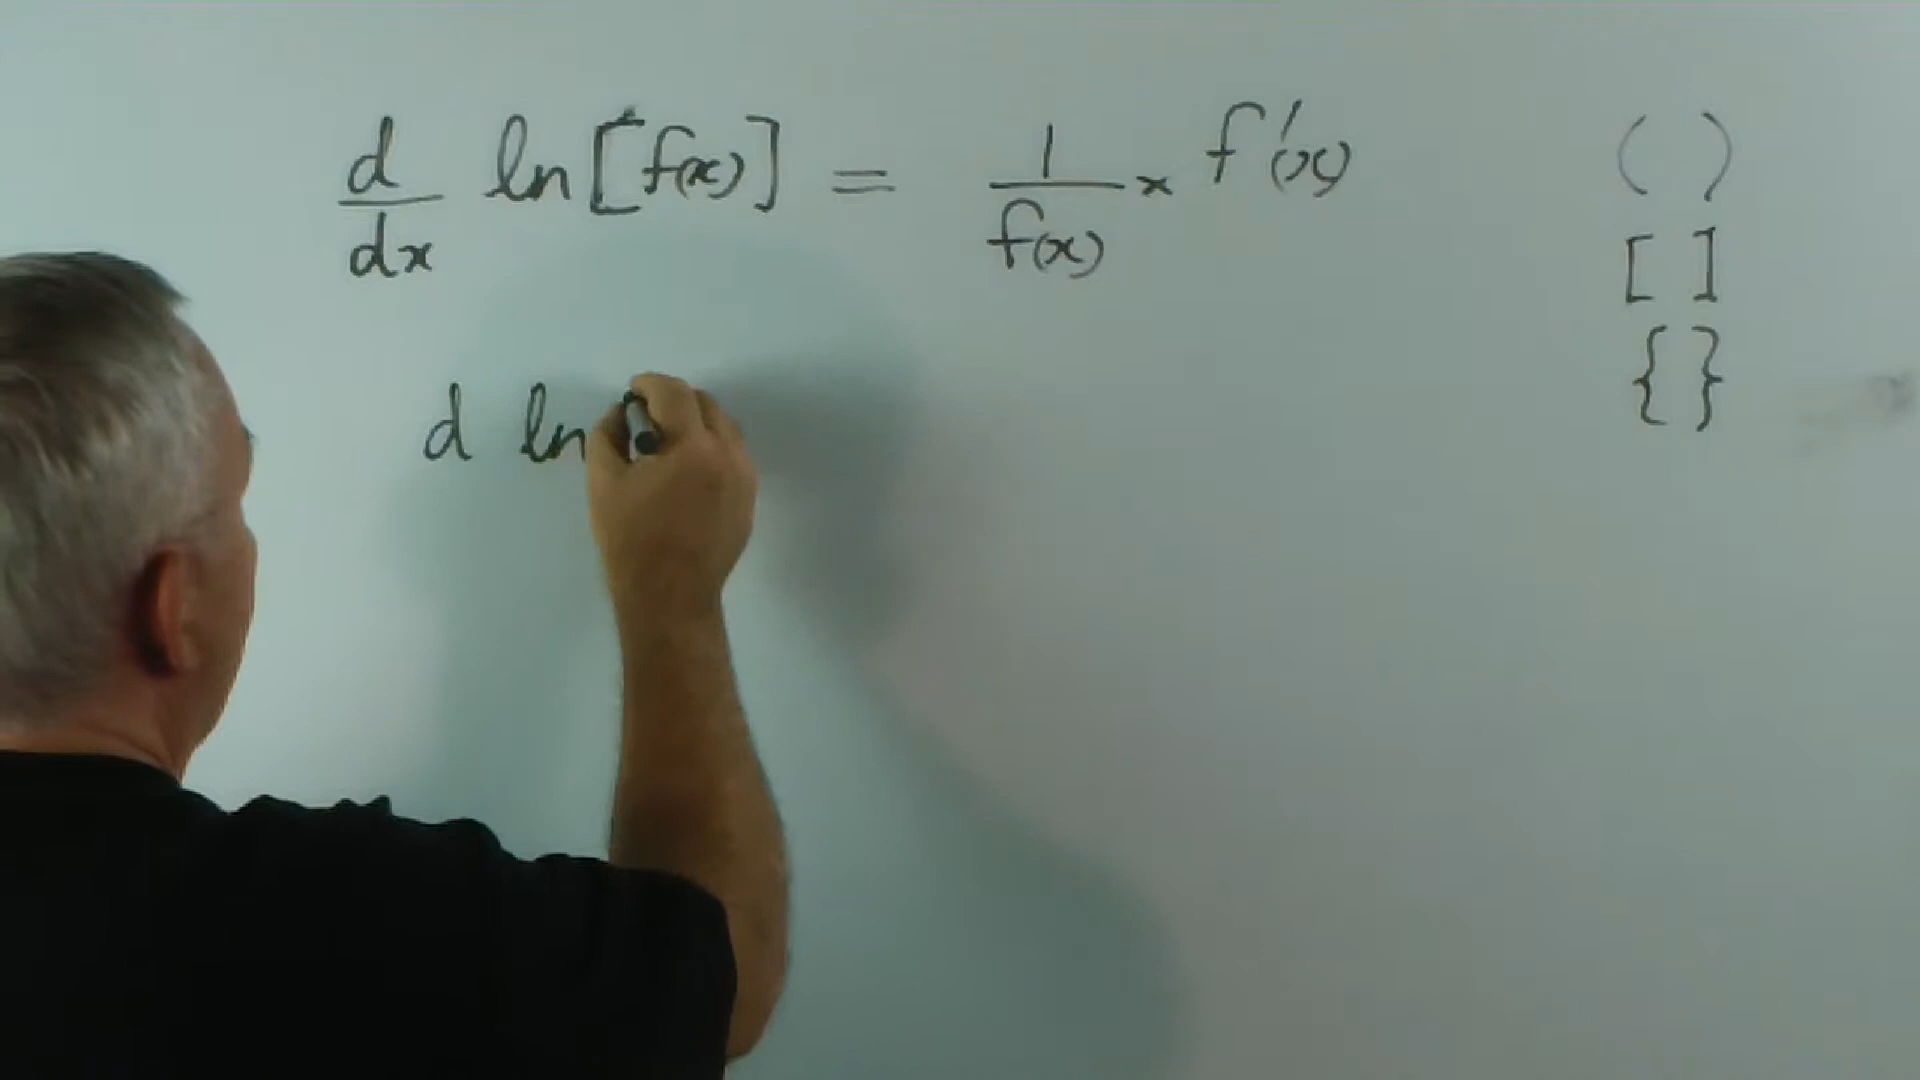 d/dx ln[f(x)] = 1/f(x) × f'(x)
( )
[ ]
{ }
d ln